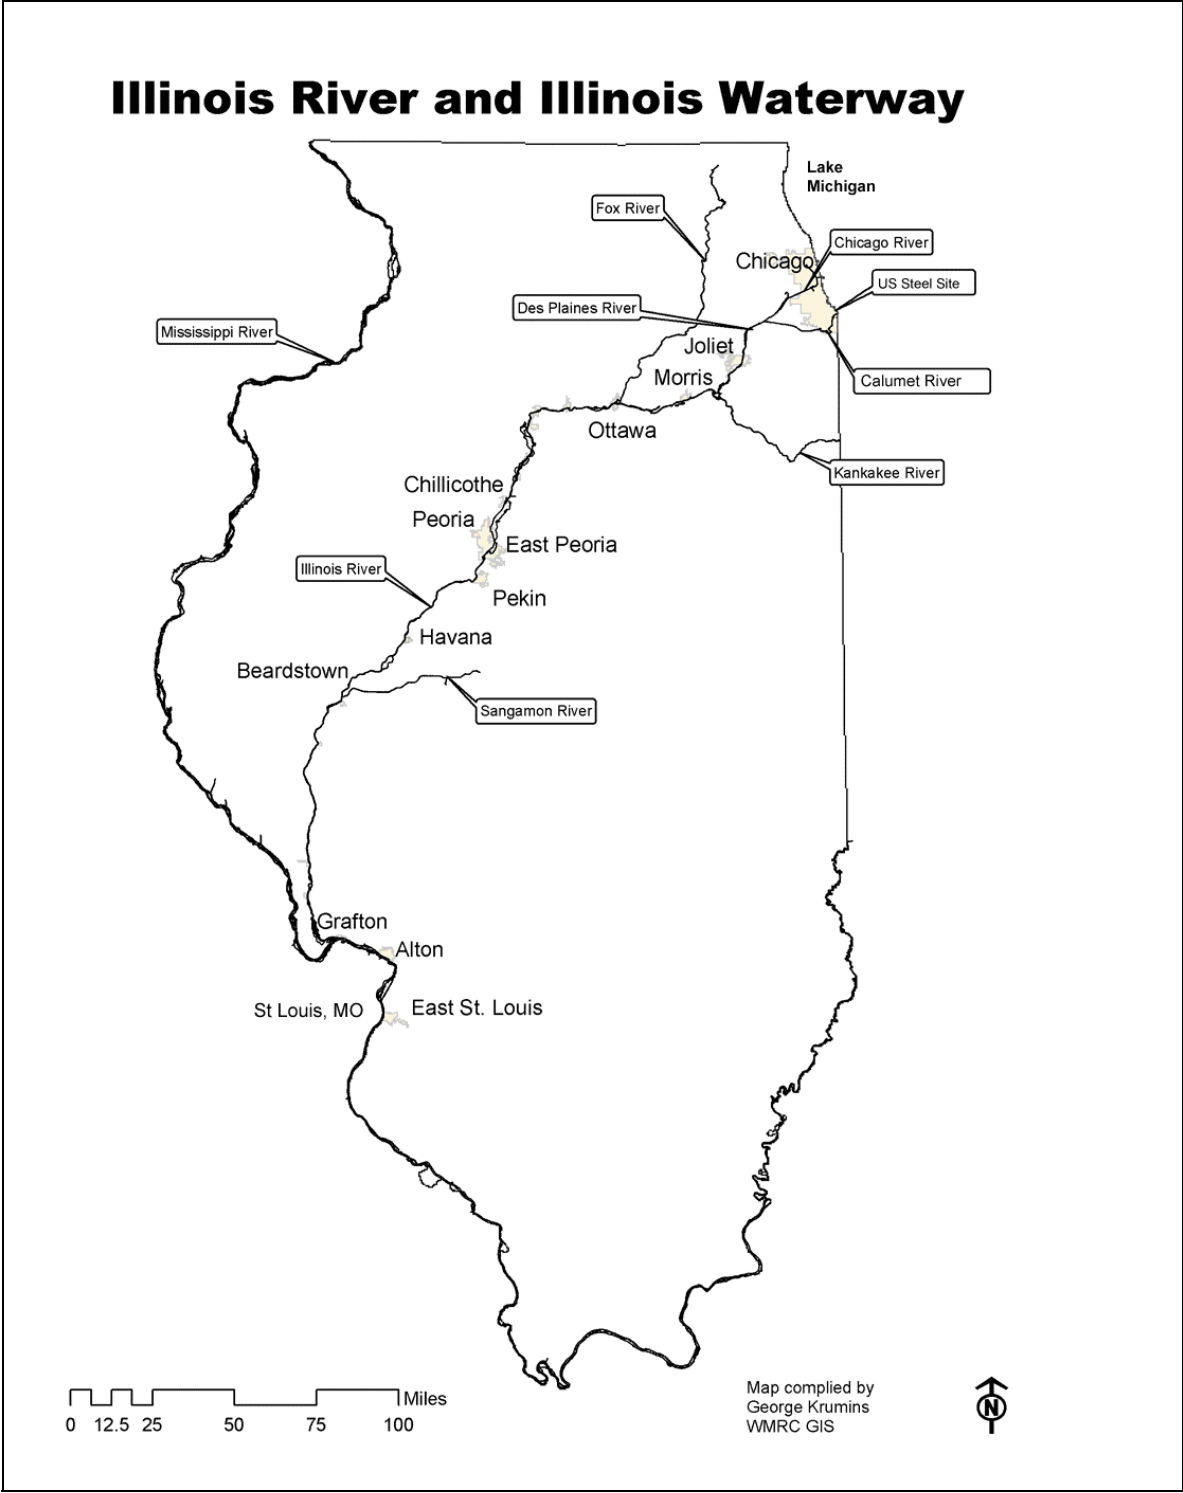 Illinois River and Illinois Waterway
Lake
Michigan
Fox River
Chicago River
Chicago
US Steel Site
Des Plaines River
Mississippi River
Joliet
Morris
Calumet River
Ottawa
Kankakee River
Chillicothe
Peoria
East Peoria
Illinois River
Pekin
Havana
Beardstown
Sangamon River
Grafton
Alton
St Louis, MO
East St. Louis
Miles
0 12.5 25 50 75 100
Map complied by
George Krumins
WMRC GIS
N